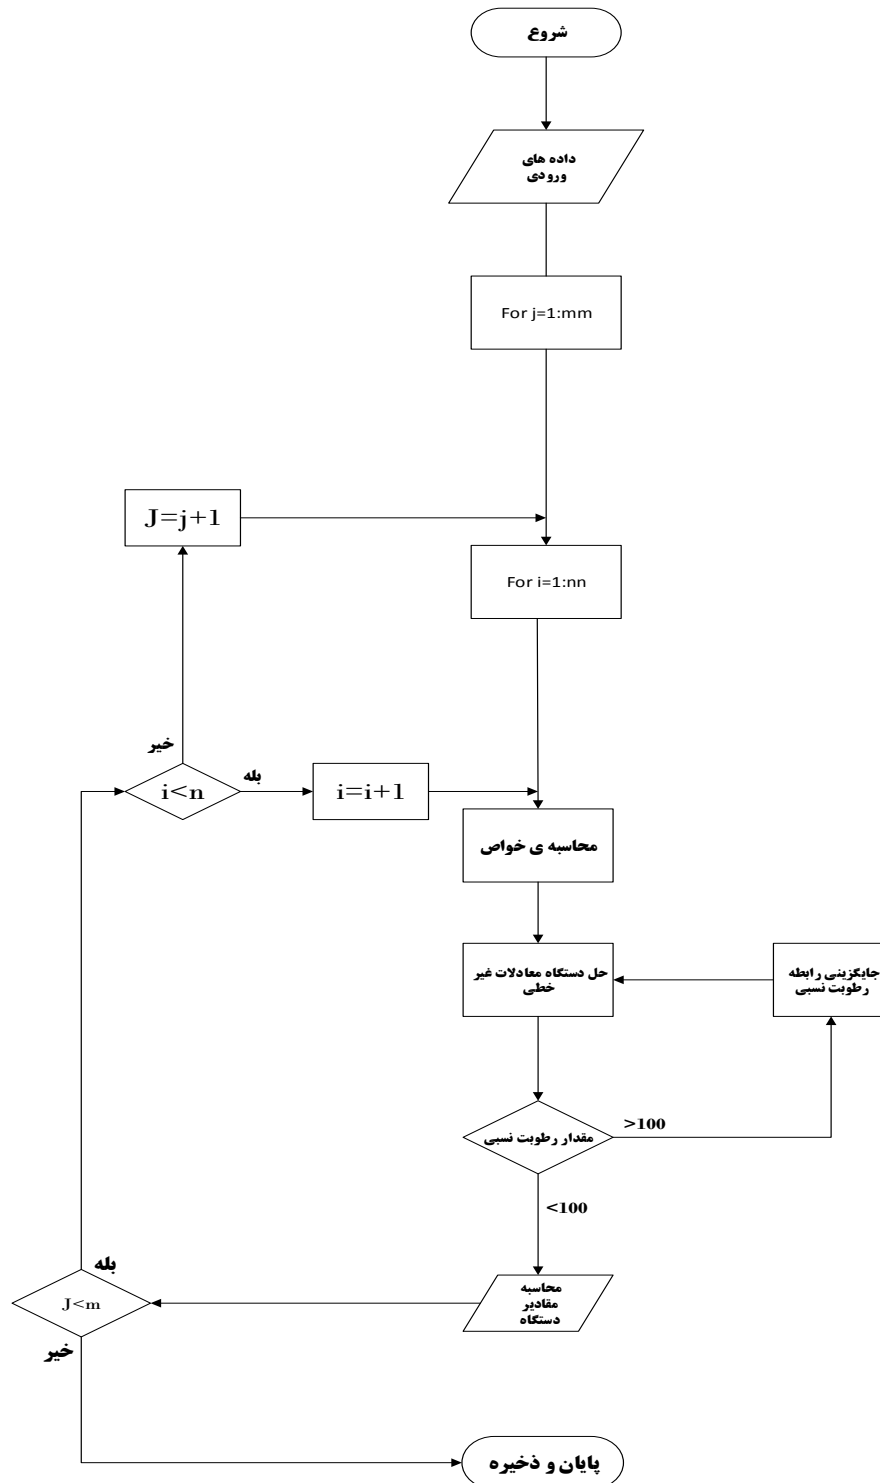 شروع
داده های
ورودی
For j=1:mm
J=j+1
For i=1:nn
خیر
بله
i<n
i=i+1
محاسبه ی خواص
حل دستگاه معادلات غیر
خطی
جایگزینی رابطه
رطوبت نسبی
مقدار رطوبت نسبی
>100
<100
محاسبه
مقادیر
دستگاه
بله
J<m
خیر
پایان و ذخیره